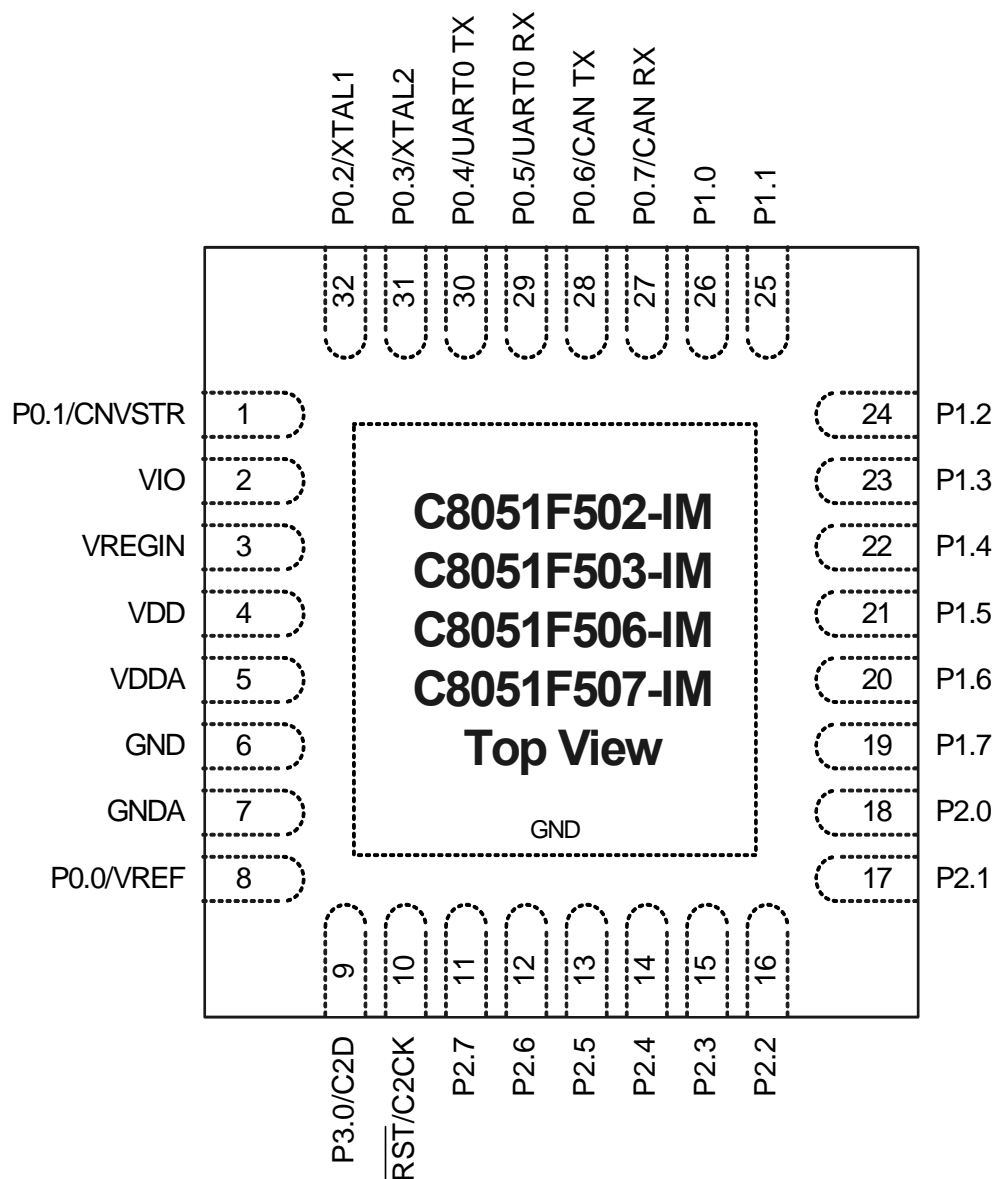 P0.2/XTAL1
P0.3/XTAL2
P0.4/UART0 TX
P0.5/UART0 RX
P0.6/CAN TX
P0.7/CAN RX
P1.0
P1.1
32
31
30
29
28
27
26
25
P0.1/CNVSTR 1
VIO 2
VREGIN 3
VDD 4
VDDA 5
GND 6
GNDA 7
P0.0/VREF 8
C8051F502-IM
C8051F503-IM
C8051F506-IM
C8051F507-IM
Top View
GND
24 P1.2
23 P1.3
22 P1.4
21 P1.5
20 P1.6
19 P1.7
18 P2.0
17 P2.1
9
10
11
12
13
14
15
16
P3.0/C2D
RST/C2CK
P2.7
P2.6
P2.5
P2.4
P2.3
P2.2